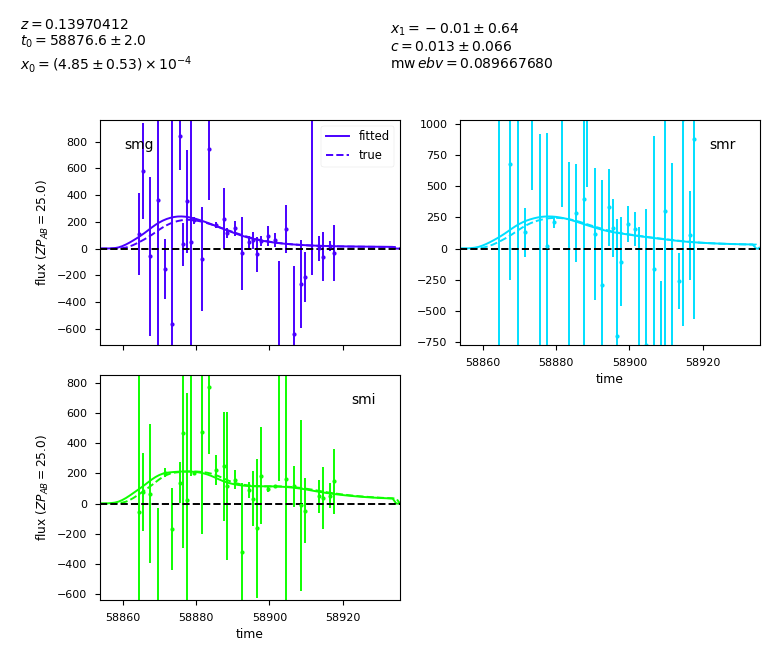 z = 0.13970412
t₀ = 58876.6 ± 2.0
x₀ = (4.85 ± 0.53) × 10⁻⁴
x₁ = −0.01 ± 0.64
c = 0.013 ± 0.066
mw ebv = 0.089667680
smg
fitted
true
800
600
400
200
0
−200
−400
−600
flux (ZP_AB = 25.0)
smr
1000
750
500
250
0
−250
−500
−750
58860 58880 58900 58920
time
smi
800
600
400
200
0
−200
−400
−600
flux (ZP_AB = 25.0)
58860 58880 58900 58920
time